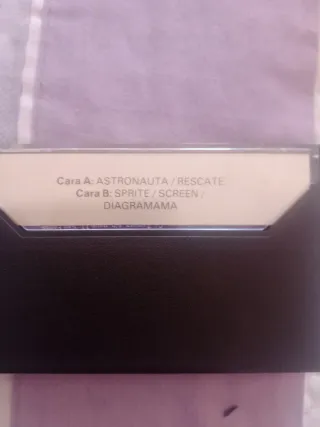 Cara A: ASTRONAUTA / RESCATE
Cara B: SPRITE / SCREEN /
DIAGRAMAMA